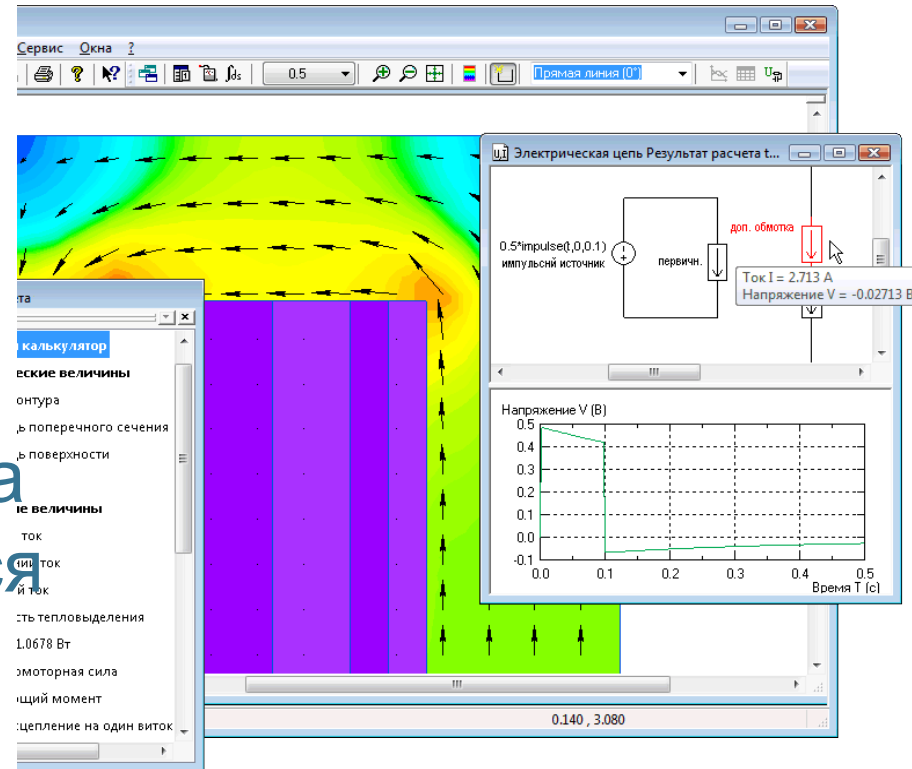 Сервис Окна ?
0.5
Прямая линия (0°)
Электрическая цепь Результат расчета t...
0.5*impulse(t,0,0.1)
импульснй источник
первичн.
доп. обмотка
Ток I = 2.713 А
Напряжение V = -0.02713 В
Напряжение V (В)
0.5
0.4
0.3
0.2
0.1
0.0
-0.1
0.0 0.1 0.2 0.3 0.4 0.5
Время T (с)
калькулятор
еские величины
онтура
ь поперечного сечения
ь поверхности
а
ие величины
ток
ний ток
ся
й ток
сть тепловыделения
1.0678 Вт
омоторная сила
ющий момент
сцепление на один виток
0.140 , 3.080